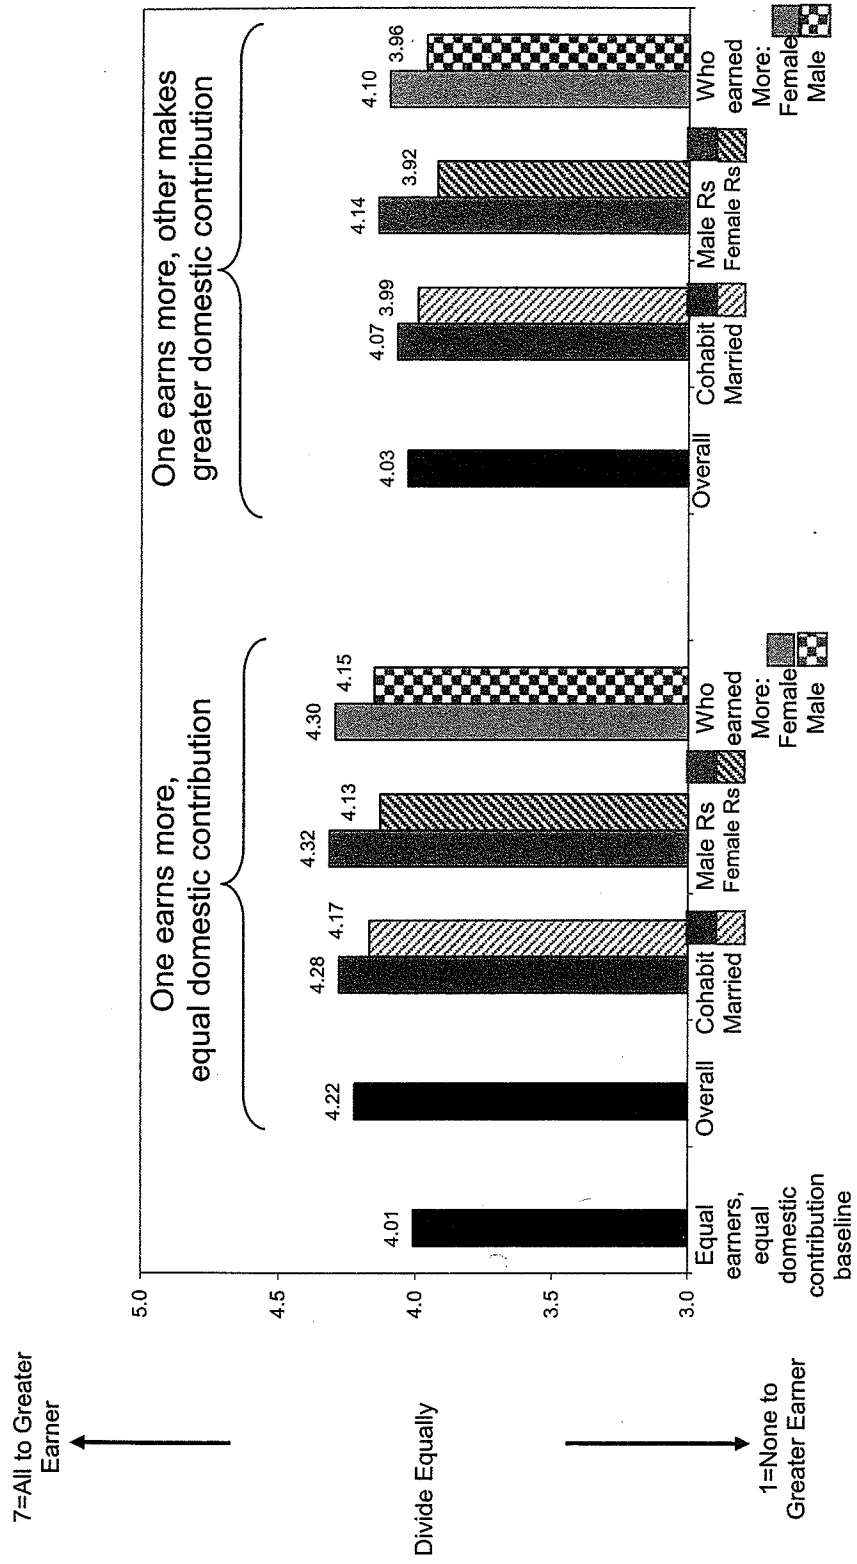 7=All to Greater
Earner
Divide Equally
1=None to
Greater Earner
5.0
4.5
4.0
3.5
3.0
One earns more,
equal domestic contribution
One earns more, other makes
greater domestic contribution
4.01
4.22
4.28
4.17
4.32
4.13
4.30
4.15
4.03
4.07
3.99
4.14
3.92
4.10
3.96
Equal
earners,
equal
domestic
contribution
baseline
Overall
Cohabit
Married
Male Rs
Female Rs
Who
earned
More:
Female
Male
Overall
Cohabit
Married
Male Rs
Female Rs
Who
earned
More:
Female
Male